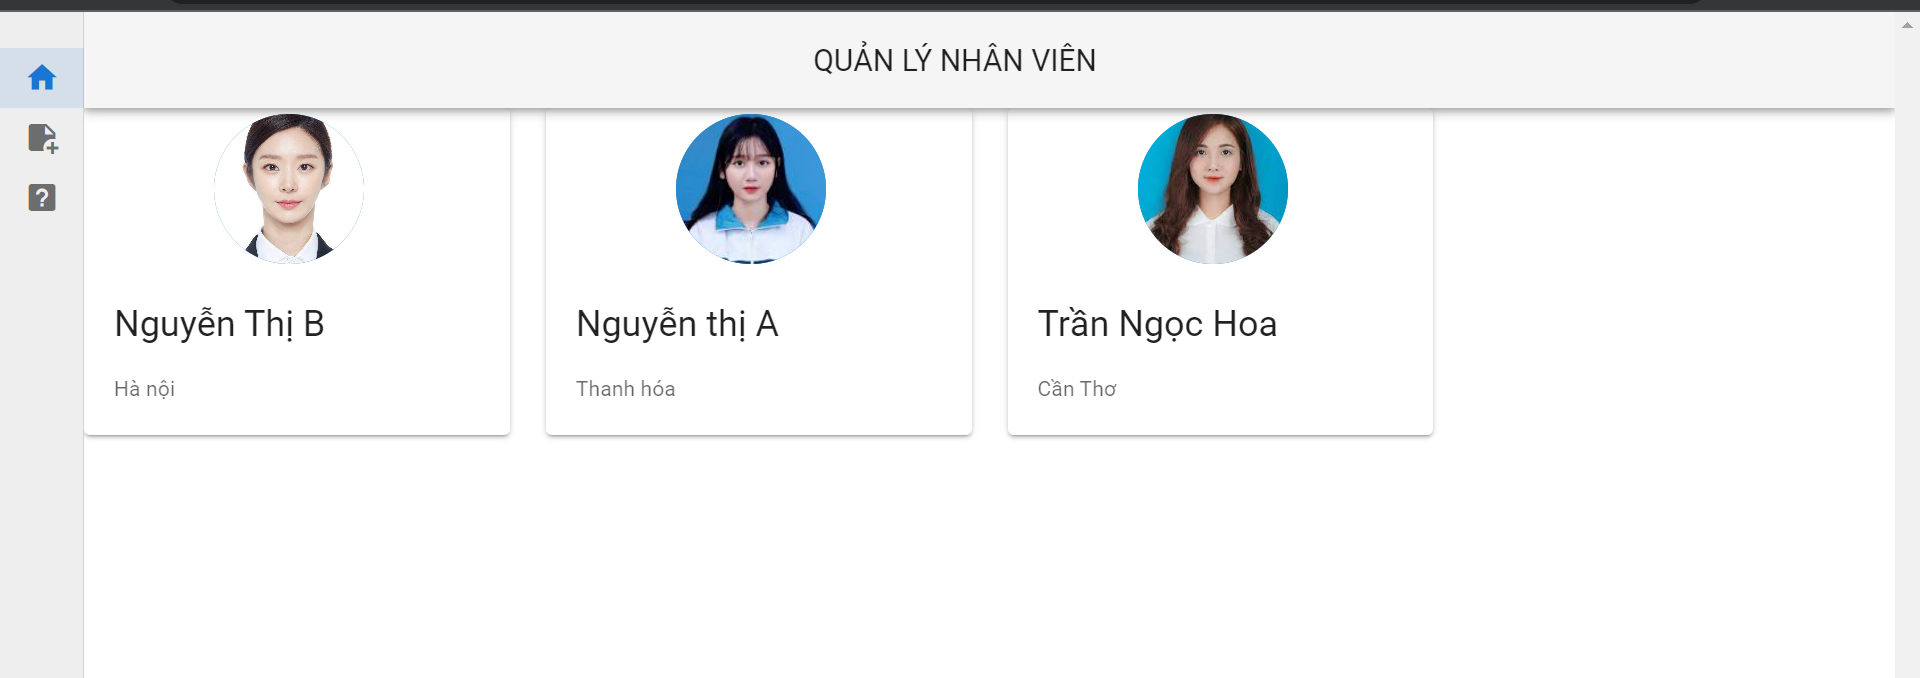 QUẢN LÝ NHÂN VIÊN
Nguyễn Thị B
Hà nội
Nguyễn thị A
Thanh hóa
Trần Ngọc Hoa
Cần Thơ